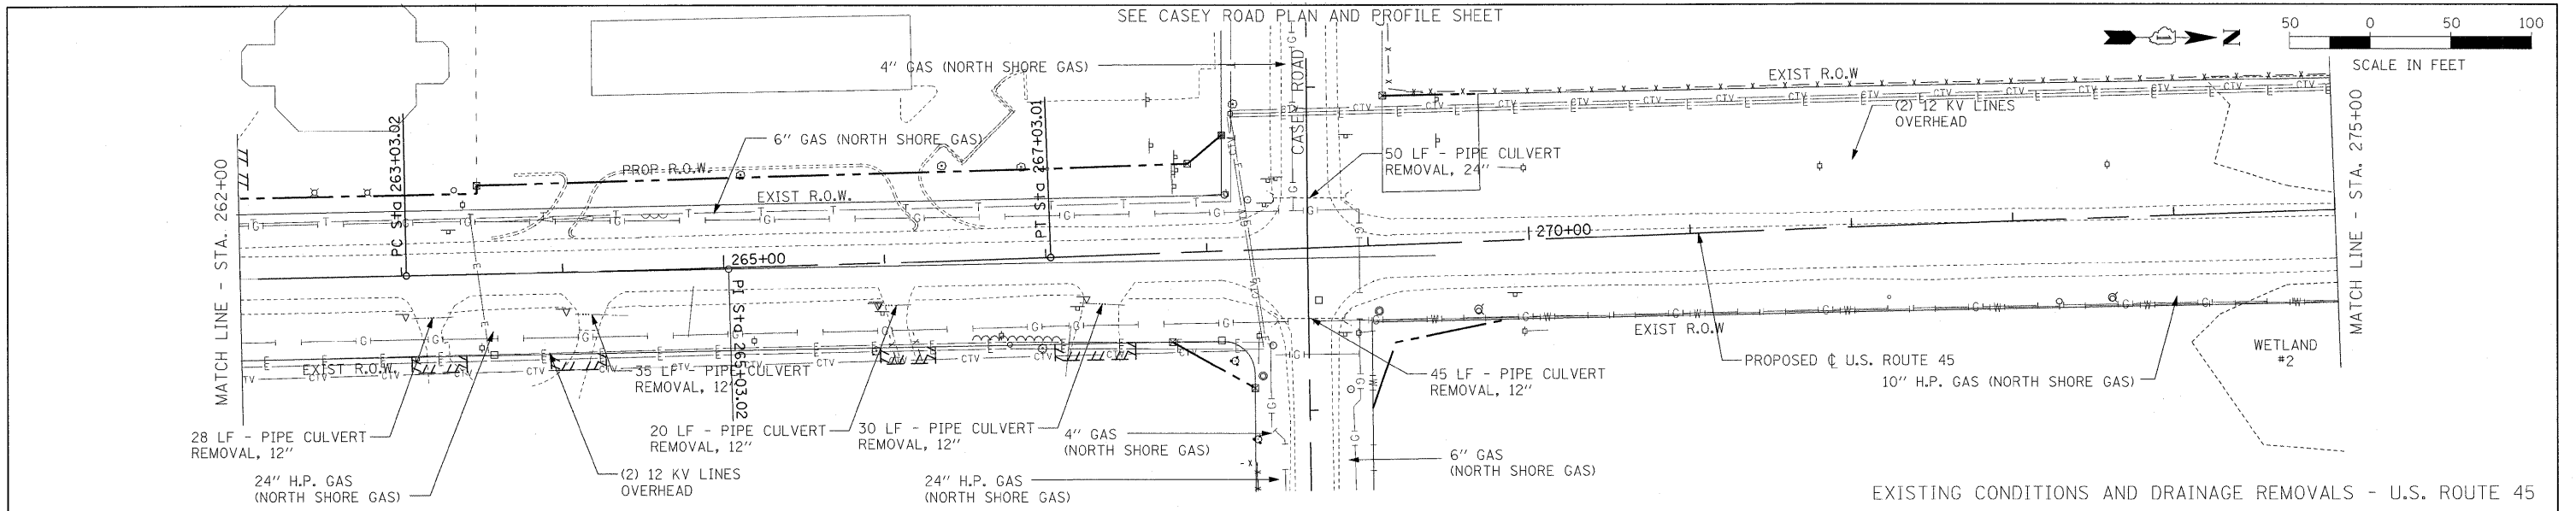 SEE CASEY ROAD PLAN AND PROFILE SHEET
50 0 50 100
SCALE IN FEET
N
4" GAS (NORTH SHORE GAS)
CASEY ROAD
EXIST R.O.W
(2) 12 KV LINES
OVERHEAD
6" GAS (NORTH SHORE GAS)
50 LF - PIPE CULVERT
REMOVAL, 24"
PROP R.O.W.
EXIST R.O.W.
MATCH LINE - STA. 262+00
PC Sta 263+03.02
PT Sta 267+03.01
MATCH LINE - STA. 275+00
265+00
270+00
PI Sta 265+03.02
EXIST R.O.W.
EXIST R.O.W
PROPOSED ℄ U.S. ROUTE 45
10" H.P. GAS (NORTH SHORE GAS)
WETLAND
#2
35 LF - PIPE CULVERT
REMOVAL, 12"
45 LF - PIPE CULVERT
REMOVAL, 12"
28 LF - PIPE CULVERT
REMOVAL, 12"
20 LF - PIPE CULVERT
REMOVAL, 12"
30 LF - PIPE CULVERT
REMOVAL, 12"
4" GAS
(NORTH SHORE GAS)
6" GAS
(NORTH SHORE GAS)
24" H.P. GAS
(NORTH SHORE GAS)
(2) 12 KV LINES
OVERHEAD
24" H.P. GAS
(NORTH SHORE GAS)
EXISTING CONDITIONS AND DRAINAGE REMOVALS - U.S. ROUTE 45